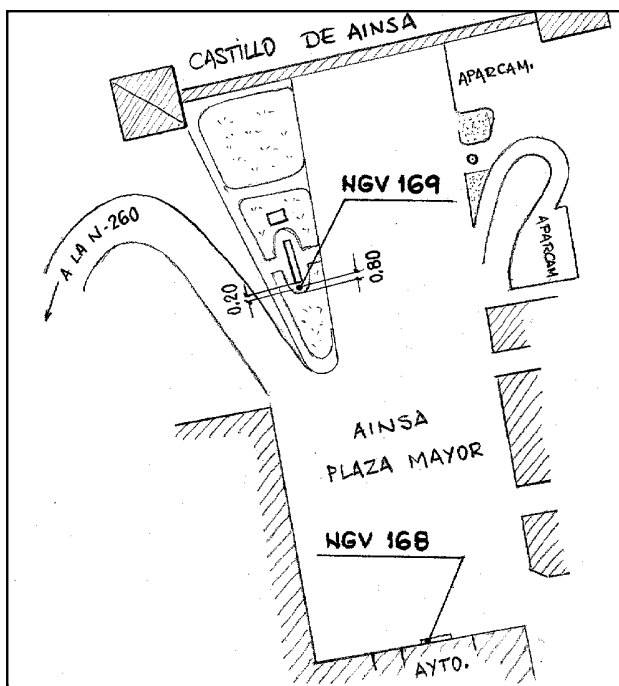 CASTILLO DE AINSA
APARCAM.
NGV 169
A LA N-260
APARCAM.
0,20
0,80
AINSA
PLAZA MAYOR
NGV 168
AYTO.